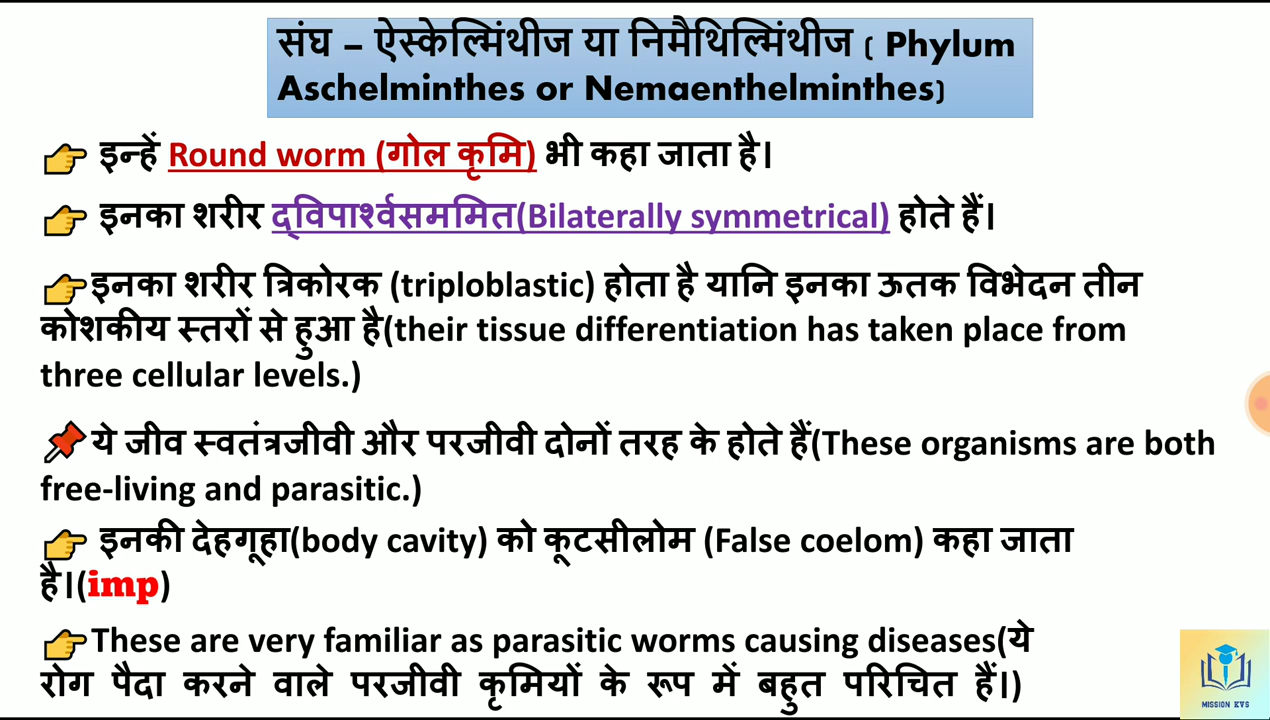 संघ – ऐस्केल्मिंथीज या निमैथिल्मिंथीज ( Phylum
Aschelminthes or Nemaenthelminthes)
👉 इन्हें Round worm (गोल कृमि) भी कहा जाता है।
👉 इनका शरीर द्विपार्श्वसममित(Bilaterally symmetrical) होते हैं।
👉इनका शरीर त्रिकोरक (triploblastic) होता है यानि इनका ऊतक विभेदन तीन
कोशकीय स्तरों से हुआ है(their tissue differentiation has taken place from
three cellular levels.)
📌ये जीव स्वतंत्रजीवी और परजीवी दोनों तरह के होते हैं(These organisms are both
free-living and parasitic.)
👉 इनकी देहगूहा(body cavity) को कूटसीलोम (False coelom) कहा जाता
है।(imp)
👉These are very familiar as parasitic worms causing diseases(ये
रोग पैदा करने वाले परजीवी कृमियों के रूप में बहुत परिचित हैं।)
MISSION KVS